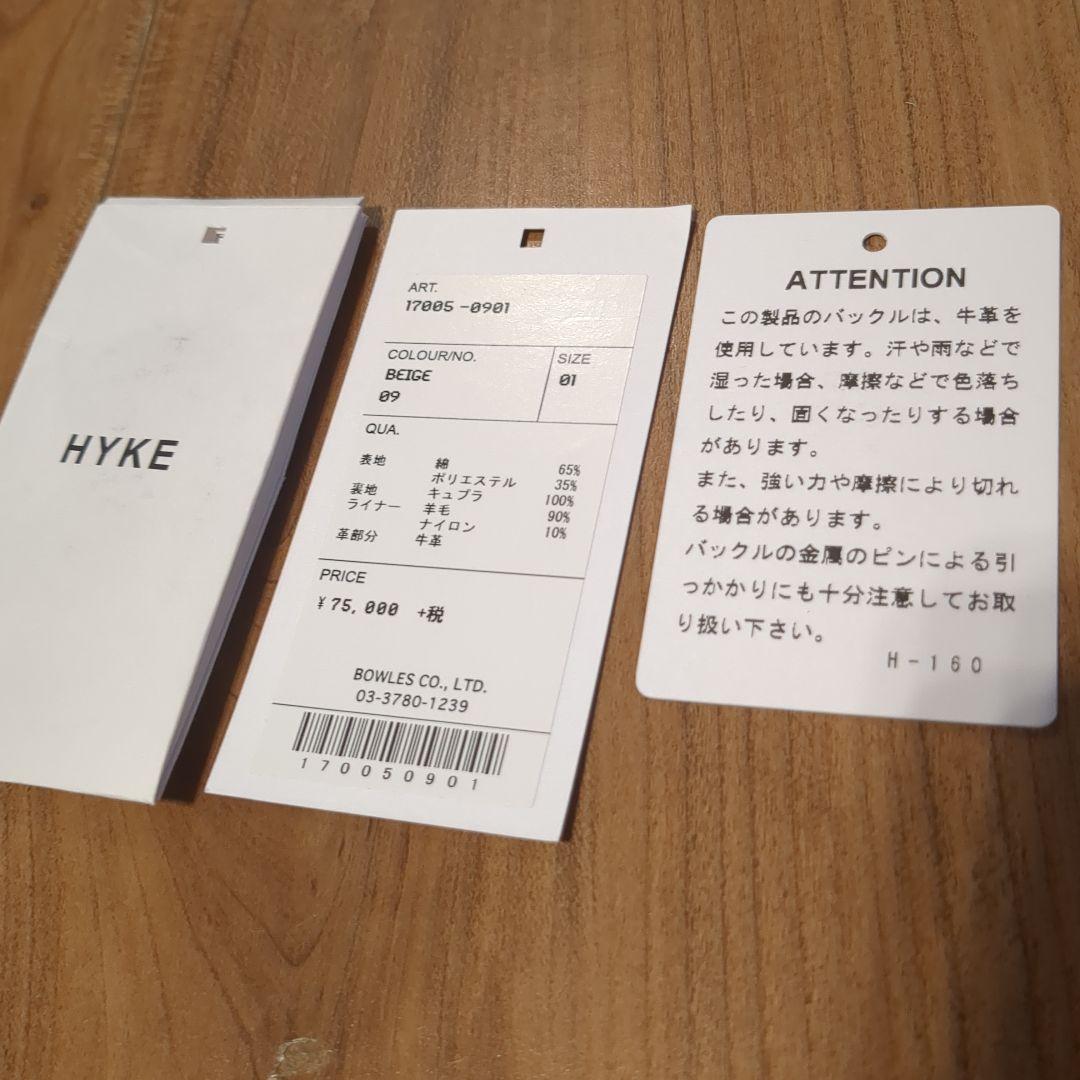 HYKE
ART.
17005-0901
COLOUR/NO.
BEIGE
09
SIZE
01
QUA.
表地 綿 65%
ポリエステル 35%
裏地 キュプラ 100%
ライナー 羊毛 90%
ナイロン 10%
革部分 牛革
PRICE
¥75,000 +税
BOWLES CO., LTD.
03-3780-1239
170050901
ATTENTION
この製品のバックルは、牛革を
使用しています。汗や雨などで
湿った場合、摩擦などで色落ち
したり、固くなったりする場合
があります。
また、強い力や摩擦により切れ
る場合があります。
バックルの金属のピンによる引
っかかりにも十分注意してお取
り扱い下さい。
H-160